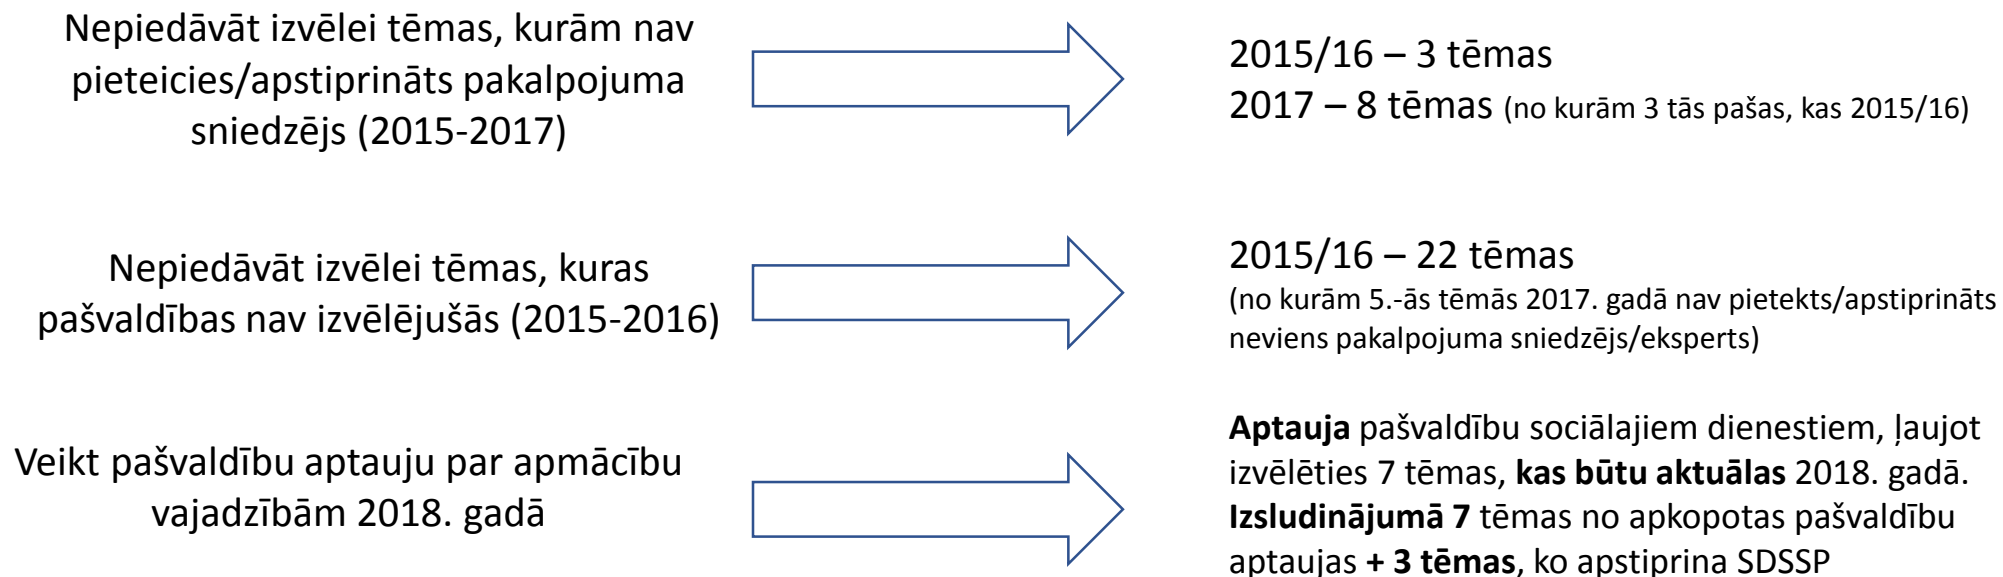 Nepiedāvāt izvēlei tēmas, kurām nav
pieteicies/apstiprināts pakalpojuma
sniedzējs (2015-2017)
2015/16 – 3 tēmas
2017 – 8 tēmas (no kurām 3 tās pašas, kas 2015/16)
Nepiedāvāt izvēlei tēmas, kuras
pašvaldības nav izvēlējušās (2015-2016)
2015/16 – 22 tēmas
(no kurām 5.-ās tēmās 2017. gadā nav pietekts/apstiprināts
neviens pakalpojuma sniedzējs/eksperts)
Veikt pašvaldību aptauju par apmācību
vajadzībām 2018. gadā
Aptauja pašvaldību sociālajiem dienestiem, ļaujot
izvēlēties 7 tēmas, kas būtu aktuālas 2018. gadā.
Izsludinājumā 7 tēmas no apkopotas pašvaldību
aptaujas + 3 tēmas, ko apstiprina SDSSP